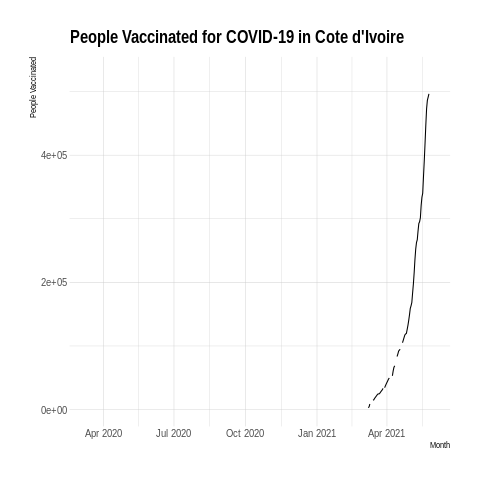 People Vaccinated for COVID-19 in Cote d'Ivoire
People Vaccinated
4e+05
2e+05
0e+00
Apr 2020 Jul 2020 Oct 2020 Jan 2021 Apr 2021
Month